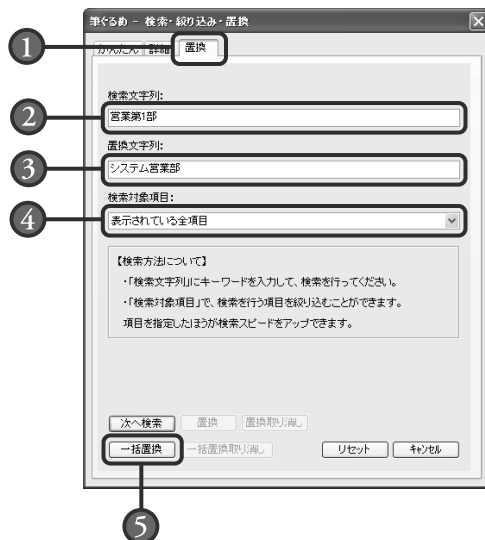 筆ぐるめ - 検索・絞り込み・置換
1
かんたん 詳細 置換
検索文字列:
2
営業第1部
置換文字列:
3
システム営業部
検索対象項目:
4
表示されている全項目
【検索方法について】
・「検索文字列」にキーワードを入力して、検索を行ってください。
・「検索対象項目」で、検索を行う項目を絞り込むことができます。
項目を指定したほうが検索スピードをアップできます。
次へ検索 置換 置換取り消し
一括置換 一括置換取り消し リセット キャンセル
5